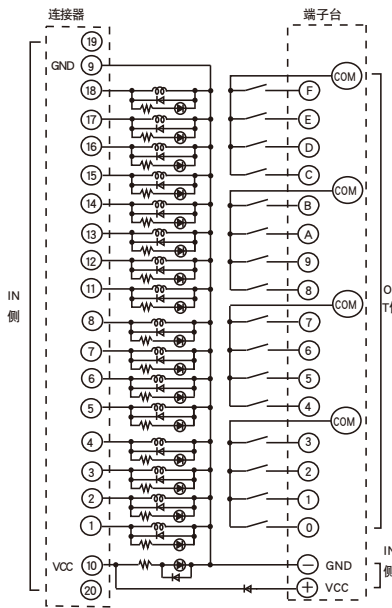 连接器
端子台
19
GND 9
COM
18
F
17
E
16
D
15
C
14
COM
B
13
A
12
9
11
8
COM
8
7
7
6
6
5
5
4
COM
4
3
3
2
2
1
1
0
IN
侧
O
IN
侧
VCC 10
GND
20
VCC